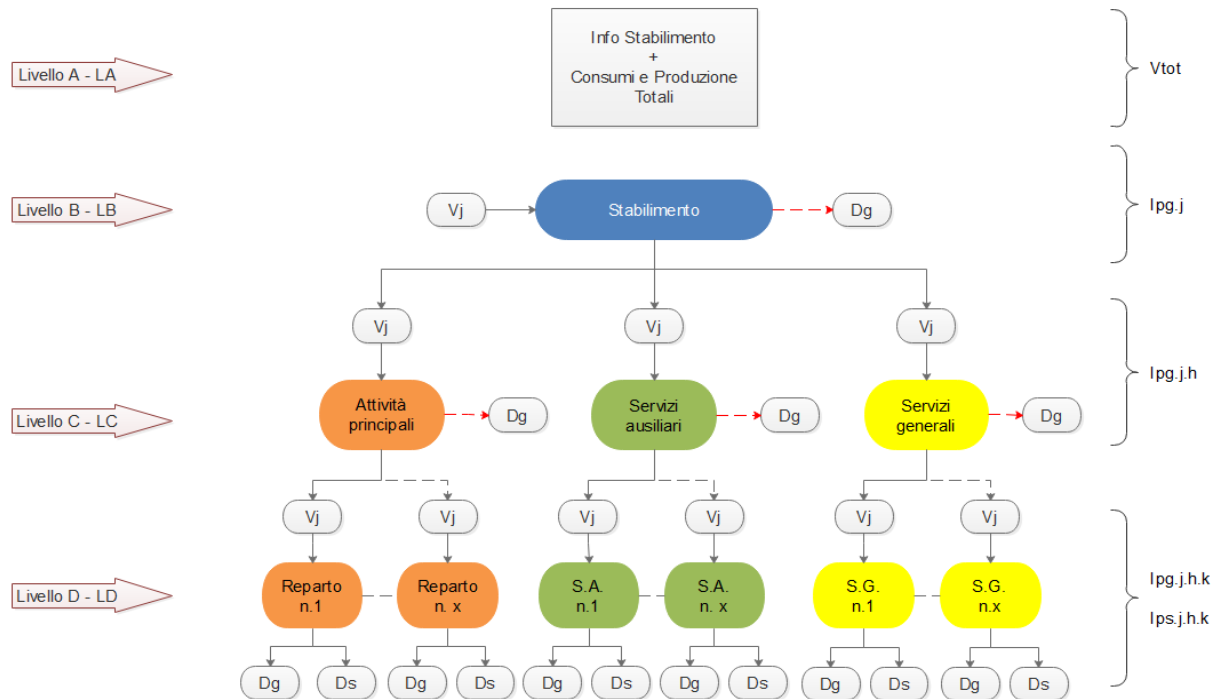 Livello A - LA
Info Stabilimento
+
Consumi e Produzione
Totali
Vtot
Livello B - LB
Vj
Stabilimento
Dg
Ipg.j
Vj
Vj
Vj
Ipg.j.h
Livello C - LC
Attività
principali
Dg
Servizi
ausiliari
Dg
Servizi
generali
Dg
Vj
Vj
Vj
Vj
Vj
Vj
Livello D - LD
Reparto
n.1
Reparto
n. x
S.A.
n.1
S.A.
n. x
S.G.
n.1
S.G.
n.x
Ipg.j.h.k
Ips.j.h.k
Dg
Ds
Dg
Ds
Dg
Ds
Dg
Ds
Dg
Ds
Dg
Ds